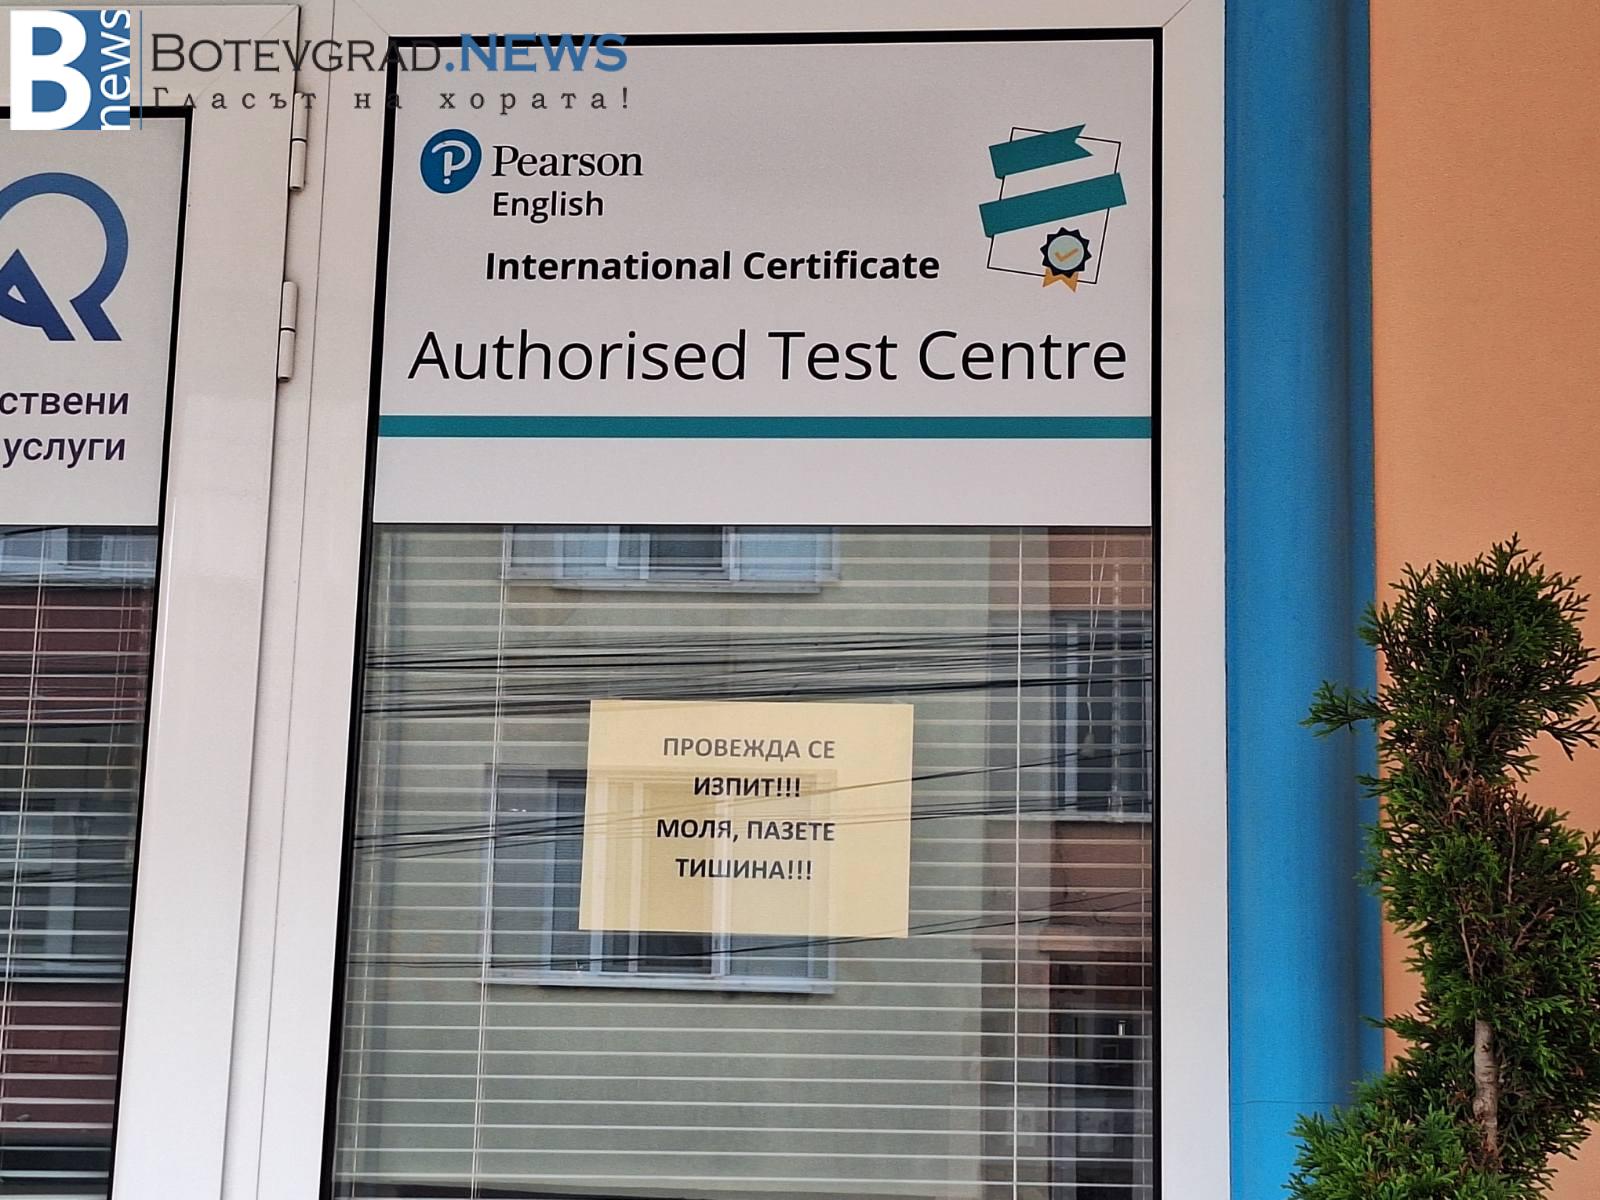 B news
BOTEVGRAD.NEWS
Гласът на хората!
Pearson
English
International Certificate
Authorised Test Centre
ствени
услуги
ПРОВЕЖДА СЕ
ИЗПИТ!!!
МОЛЯ, ПАЗЕТЕ
ТИШИНА!!!